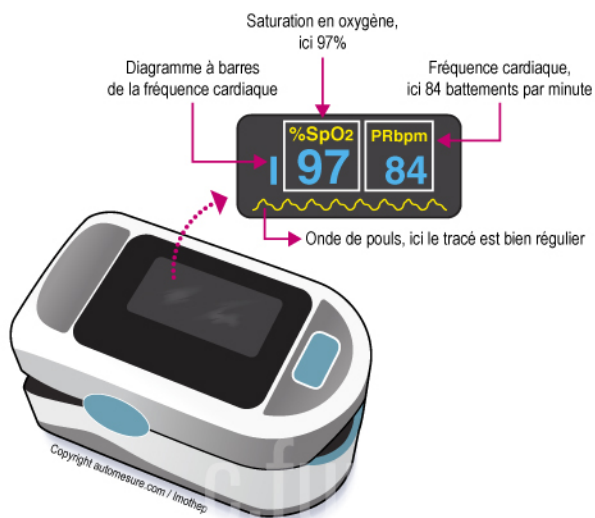 Saturation en oxygène,
ici 97%
Diagramme à barres
de la fréquence cardiaque
Fréquence cardiaque,
ici 84 battements par minute
%SpO2
PRbpm
97
84
Onde de pouls, ici le tracé est bien régulier
Copyright automesure.com / Imothep
c.fu